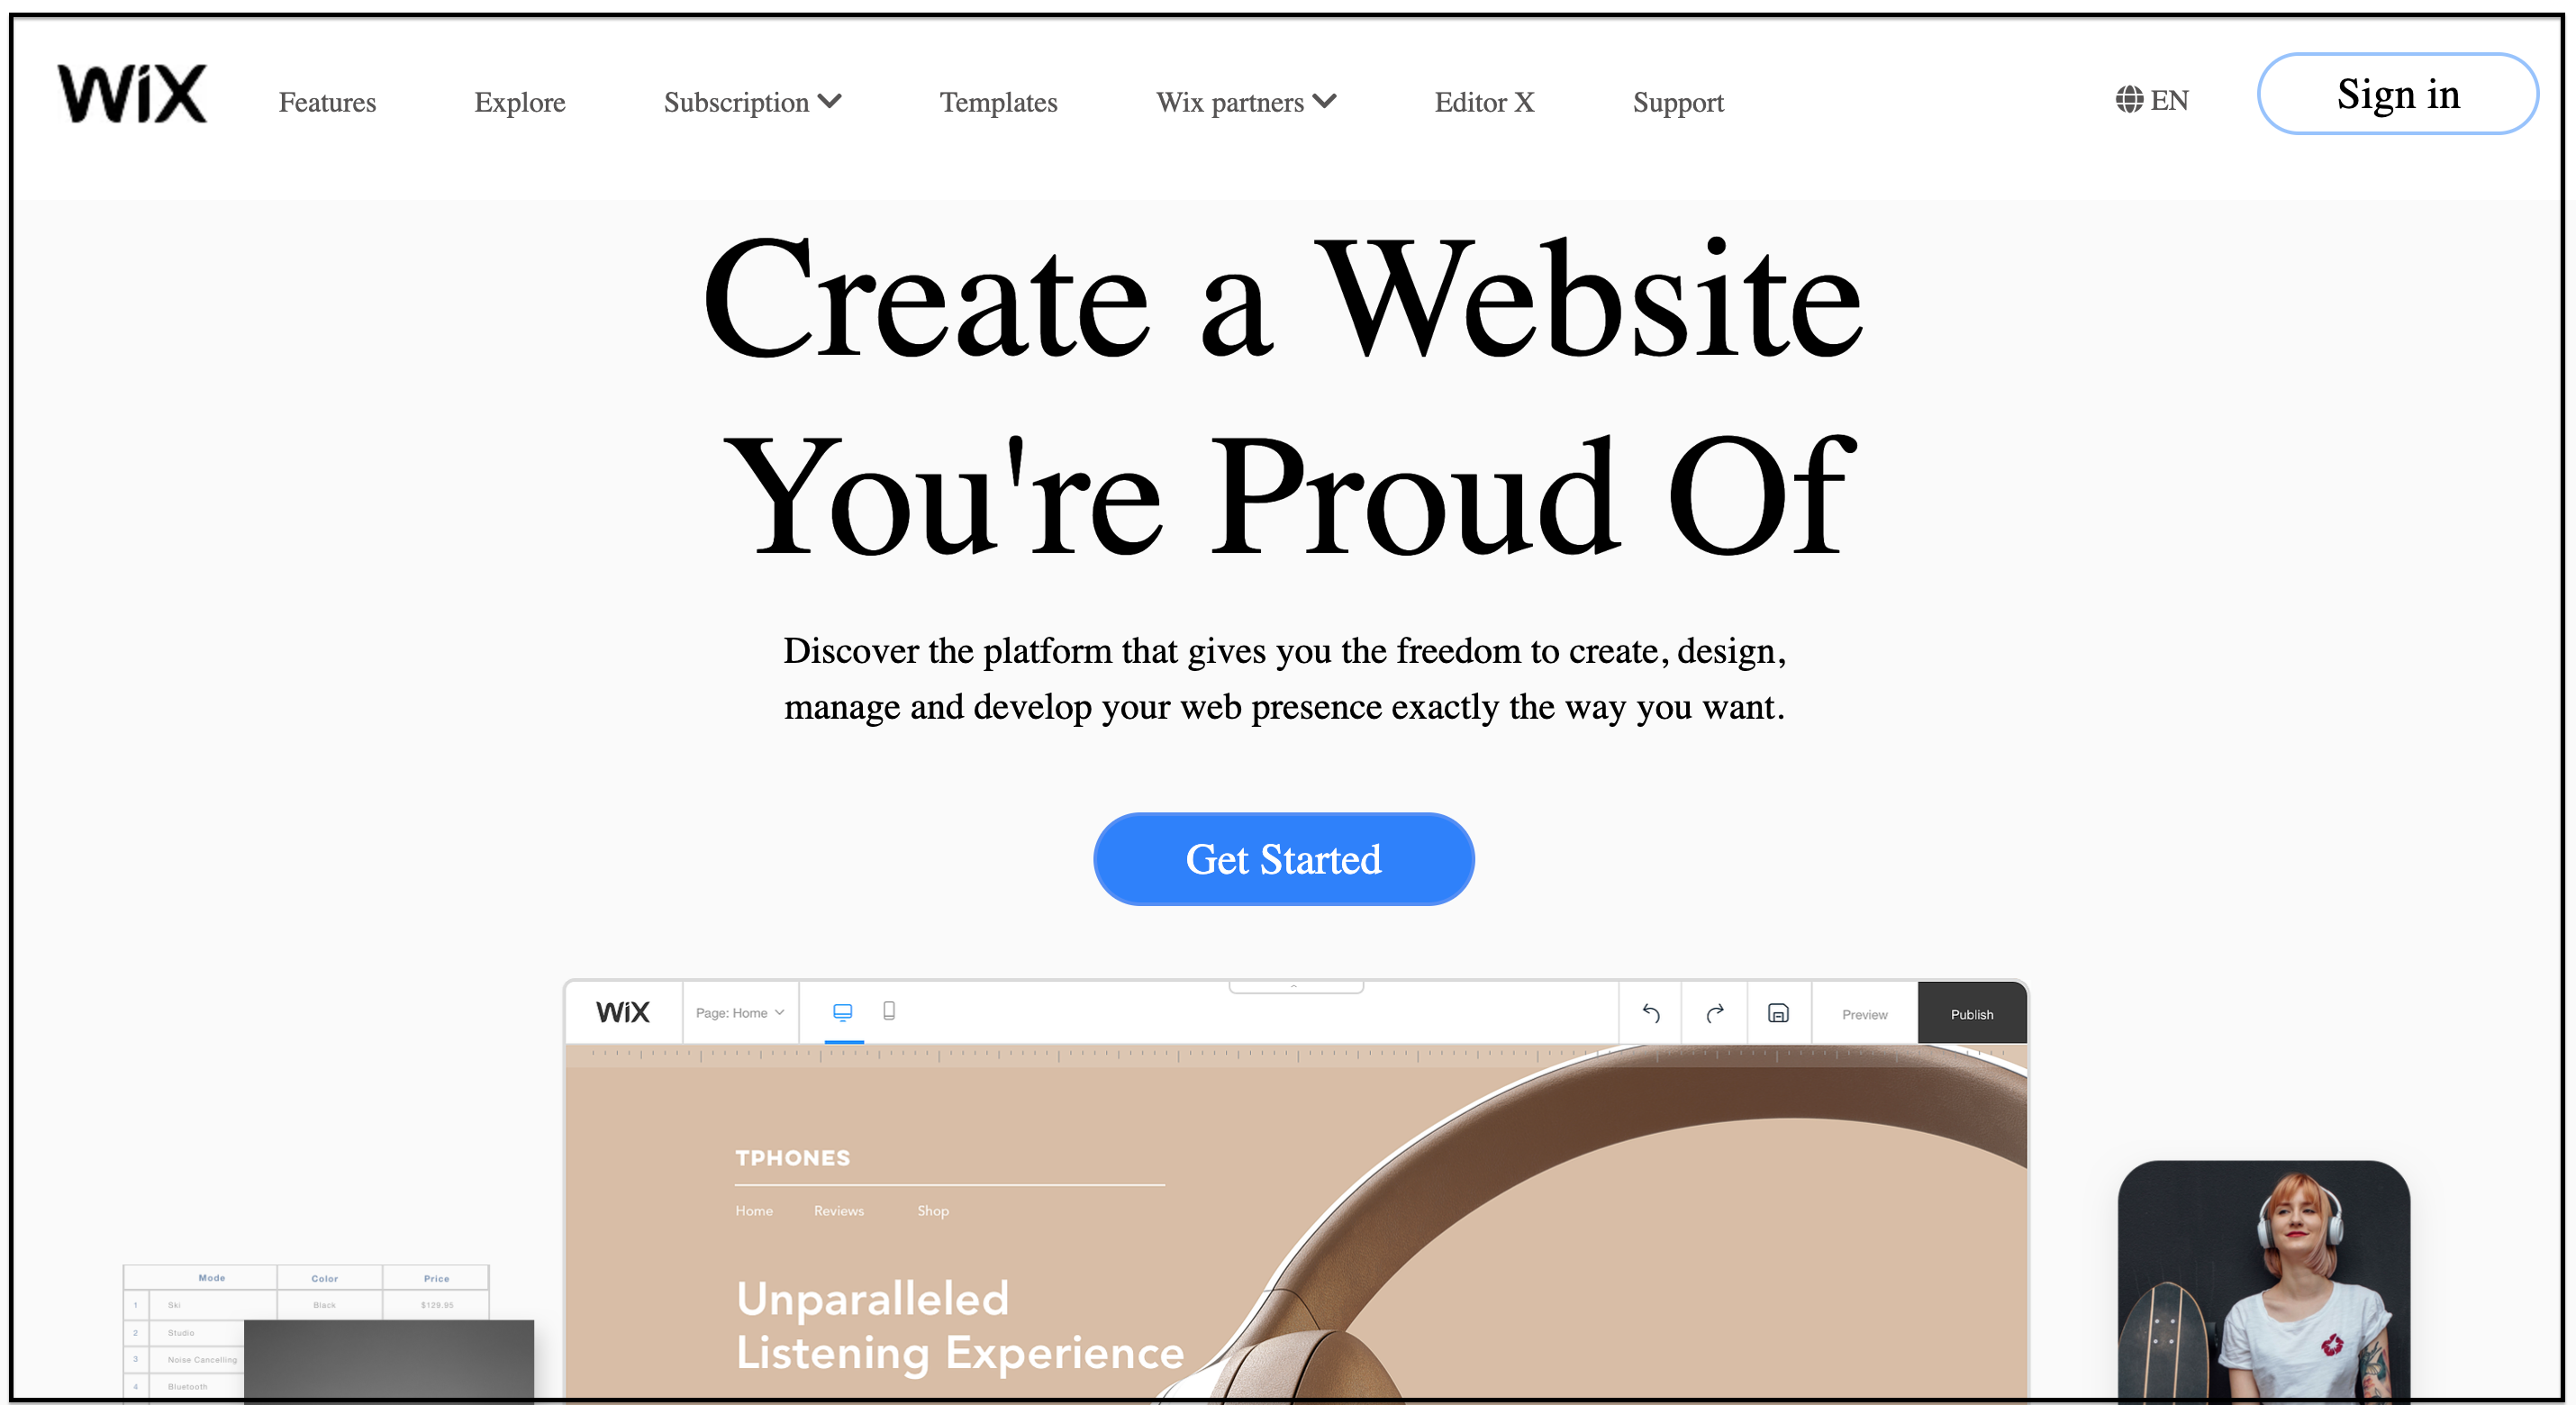 WiX
Features
Explore
Subscription
Templates
Wix partners
Editor X
Support
EN
Sign in
Create a Website
You're Proud Of
Discover the platform that gives you the freedom to create, design,
manage and develop your web presence exactly the way you want.
Get Started
WiX
Page: Home
Preview
Publish
TPHONES
Home
Reviews
Shop
Unparalleled
Listening Experience
Mode Color Price
1 Ski Black $129.95
2 Studio
3 Noise Cancelling
4 Bluetooth